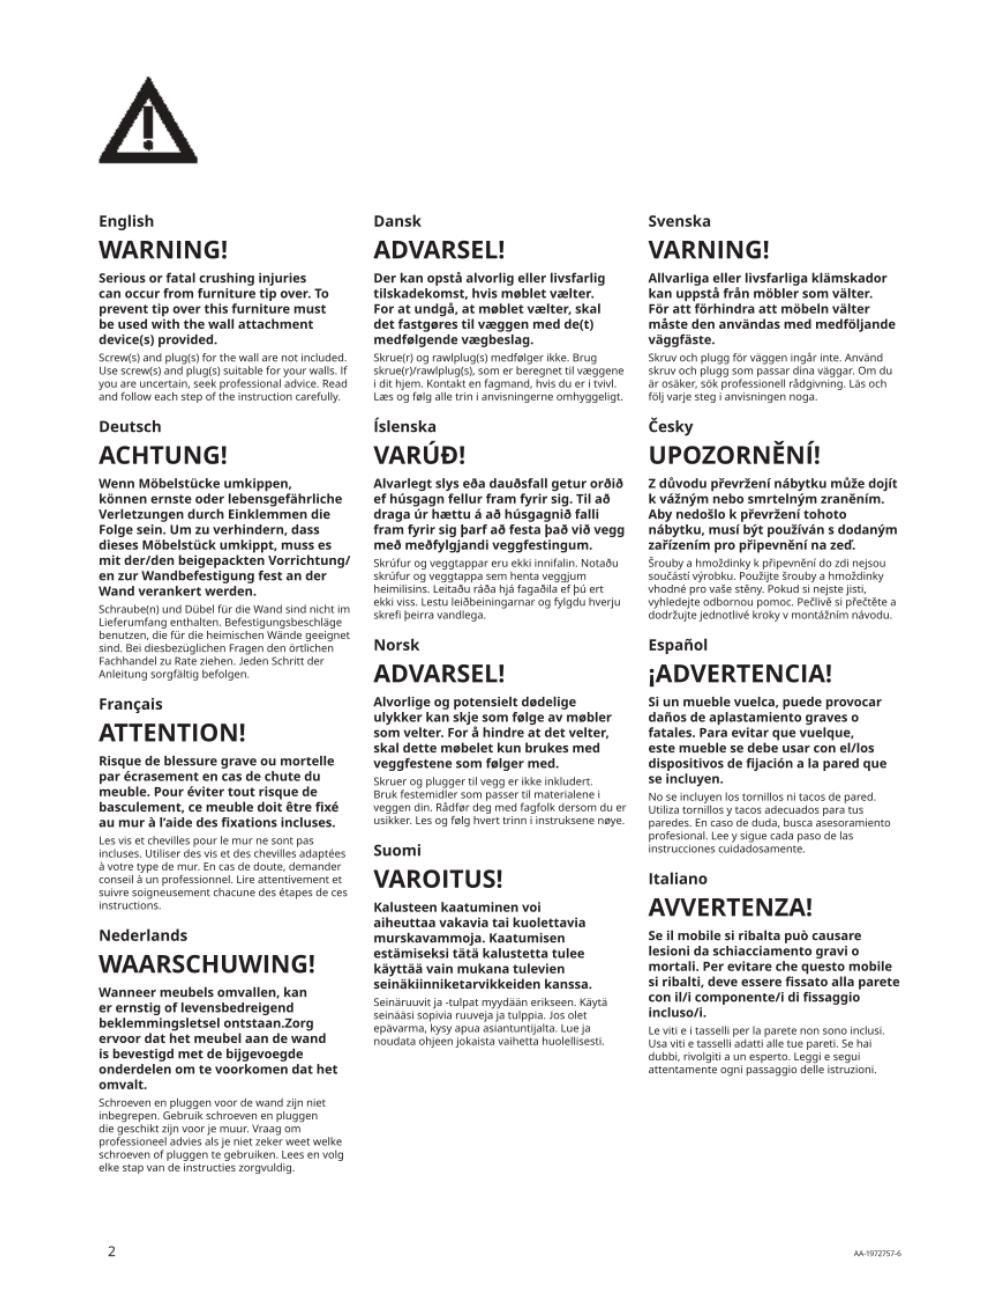 English
WARNING!
Serious or fatal crushing injuries
can occur from furniture tip over. To
prevent tip over this furniture must
be used with the wall attachment
device(s) provided.
Screw(s) and plug(s) for the wall are not included.
Use screw(s) and plug(s) suitable for your walls. If
you are uncertain, seek professional advice. Read
and follow each step of the instruction carefully.
Deutsch
ACHTUNG!
Wenn Möbelstücke umkippen,
können ernste oder lebensgefährliche
Verletzungen durch Einklemmen die
Folge sein. Um zu verhindern, dass
dieses Möbelstück umkippt, muss es
mit der/den beigepackten Vorrichtung/
en zur Wandbefestigung fest an der
Wand verankert werden.
Schraube(n) und Dübel für die Wand sind nicht im
Lieferumfang enthalten. Befestigungsbeschläge
benutzen, die für die heimischen Wände geeignet
sind. Bei diesbezüglichen Fragen den örtlichen
Fachhandel zu Rate ziehen. Jeden Schritt der
Anleitung sorgfältig befolgen.
Français
ATTENTION!
Risque de blessure grave ou mortelle
par écrasement en cas de chute du
meuble. Pour éviter tout risque de
basculement, ce meuble doit être fixé
au mur à l'aide des fixations incluses.
Les vis et chevilles pour le mur ne sont pas
incluses. Utiliser des vis et des chevilles adaptées
à votre type de mur. En cas de doute, demander
conseil à un professionnel. Lire attentivement et
suivre soigneusement chacune des étapes de ces
instructions.
Nederlands
WAARSCHUWING!
Wanneer meubels omvallen, kan
er ernstig of levensbedreigend
beklemmingsletsel ontstaan.Zorg
ervoor dat het meubel aan de wand
is bevestigd met de bijgevoegde
onderdelen om te voorkomen dat het
omvalt.
Schroeven en pluggen voor de wand zijn niet
inbegrepen. Gebruik schroeven en pluggen
die geschikt zijn voor je muur. Vraag om
professioneel advies als je niet zeker weet welke
schroeven of pluggen te gebruiken. Lees en volg
elke stap van de instructies zorgvuldig.
Dansk
ADVARSEL!
Der kan opstå alvorlig eller livsfarlig
tilskadekomst, hvis møblet vælter.
For at undgå, at møblet vælter, skal
det fastgøres til væggen med de(t)
medfølgende vægbeslag.
Skrue(r) og rawlplug(s) medfølger ikke. Brug
skrue(r)/rawlplug(s), som er beregnet til væggene
i dit hjem. Kontakt en fagmand, hvis du er i tvivl.
Læs og følg alle trin i anvisningerne omhyggeligt.
Íslenska
VARÚÐ!
Alvarlegt slys eða dauðsfall getur orðið
ef húsgagn fellur fram fyrir sig. Til að
draga úr hættu á að húsgagnið falli
fram fyrir sig þarf að festa það við vegg
með meðfylgjandi veggfestingum.
Skrúfur og veggtappar eru ekki innifalin. Notaðu
skrúfur og veggtappa sem henta veggjum
heimilisins. Leitaðu ráða hjá fagaðila ef þú ert
ekki viss. Lestu leiðbeiningarnar og fylgdu hverju
skrefi þeirra vandlega.
Norsk
ADVARSEL!
Alvorlige og potensielt dødelige
ulykker kan skje som følge av møbler
som velter. For å hindre at det velter,
skal dette møbelet kun brukes med
veggfestene som følger med.
Skruer og plugger til vegg er ikke inkludert.
Bruk festemidler som passer til materialene i
veggen din. Rådfør deg med fagfolk dersom du er
usikker. Les og følg hvert trinn i instruksene nøye.
Suomi
VAROITUS!
Kalusteen kaatuminen voi
aiheuttaa vakavia tai kuolettavia
murskavammoja. Kaatumisen
estämiseksi tätä kalustetta tulee
käyttää vain mukana tulevien
seinäkiinniketarvikkeiden kanssa.
Seinäruuvit ja -tulpat myydään erikseen. Käytä
seinääsi sopivia ruuveja ja tulppia. Jos olet
epävarma, kysy apua asiantuntijalta. Lue ja
noudata ohjeen jokaista vaihetta huolellisesti.
Svenska
VARNING!
Allvarliga eller livsfarliga klämskador
kan uppstå från möbler som välter.
För att förhindra att möbeln välter
måste den användas med medföljande
väggfäste.
Skruv och plugg för väggen ingår inte. Använd
skruv och plugg som passar dina väggar. Om du
är osäker, sök professionell rådgivning. Läs och
följ varje steg i anvisningen noga.
Česky
UPOZORNĚNÍ!
Z důvodu převržení nábytku může dojít
k vážným nebo smrtelným zraněním.
Aby nedošlo k převržení tohoto
nábytku, musí být používán s dodaným
zařízením pro připevnění na zeď.
Šrouby a hmoždinky k připevnění do zdi nejsou
součástí výrobku. Použijte šrouby a hmoždinky
vhodné pro vaše stěny. Pokud si nejste jisti,
vyhledejte odbornou pomoc. Pečlivě si přečtěte a
dodržujte jednotlivé kroky v montážním návodu.
Español
¡ADVERTENCIA!
Si un mueble vuelca, puede provocar
daños de aplastamiento graves o
fatales. Para evitar que vuelque,
este mueble se debe usar con el/los
dispositivos de fijación a la pared que
se incluyen.
No se incluyen los tornillos ni tacos de pared.
Utiliza tornillos y tacos adecuados para tus
paredes. En caso de duda, busca asesoramiento
profesional. Lee y sigue cada paso de las
instrucciones cuidadosamente.
Italiano
AVVERTENZA!
Se il mobile si ribalta può causare
lesioni da schiacciamento gravi o
mortali. Per evitare che questo mobile
si ribalti, deve essere fissato alla parete
con il/i componente/i di fissaggio
incluso/i.
Le viti e i tasselli per la parete non sono inclusi.
Usa viti e tasselli adatti alle tue pareti. Se hai
dubbi, rivolgiti a un esperto. Leggi e segui
attentamente ogni passaggio delle istruzioni.
2
AA-1972757-6